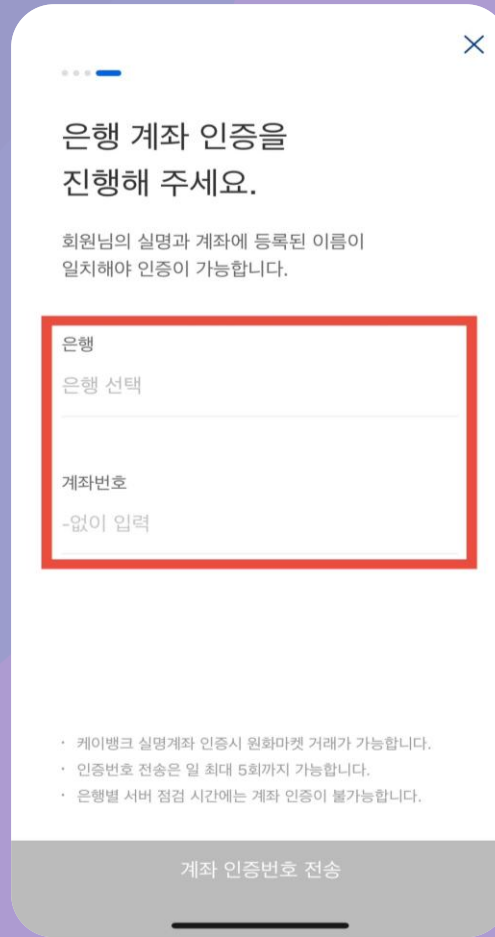 은행 계좌 인증을
진행해 주세요.
회원님의 실명과 계좌에 등록된 이름이
일치해야 인증이 가능합니다.
은행
은행 선택
계좌번호
-없이 입력
· 케이뱅크 실명계좌 인증시 원화마켓 거래가 가능합니다.
· 인증번호 전송은 일 최대 5회까지 가능합니다.
· 은행별 서버 점검 시간에는 계좌 인증이 불가능합니다.
계좌 인증번호 전송